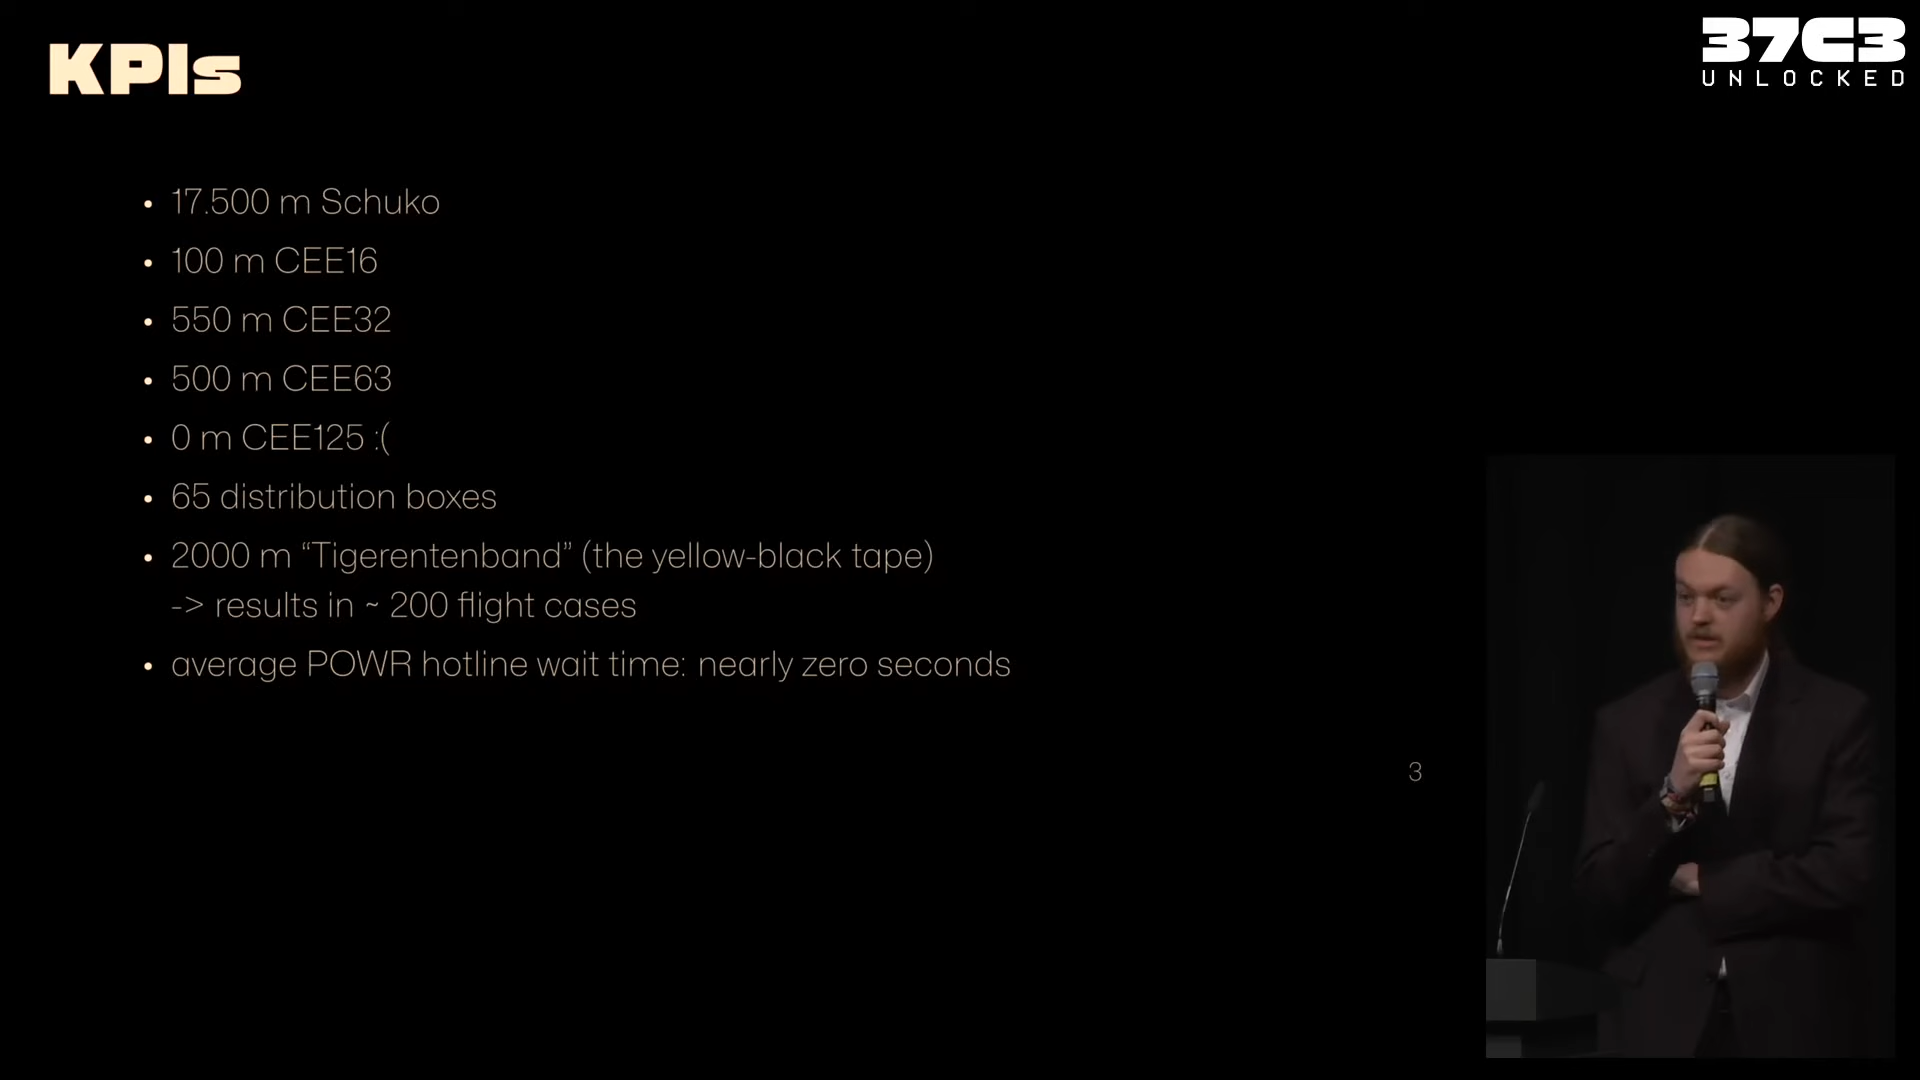 KPIs
37C3
UNLOCKED
• 17.500 m Schuko
• 100 m CEE16
• 550 m CEE32
• 500 m CEE63
• 0 m CEE125 :(
• 65 distribution boxes
• 2000 m “Tigerentenband” (the yellow-black tape)
-> results in ~ 200 flight cases
• average POWR hotline wait time: nearly zero seconds
3